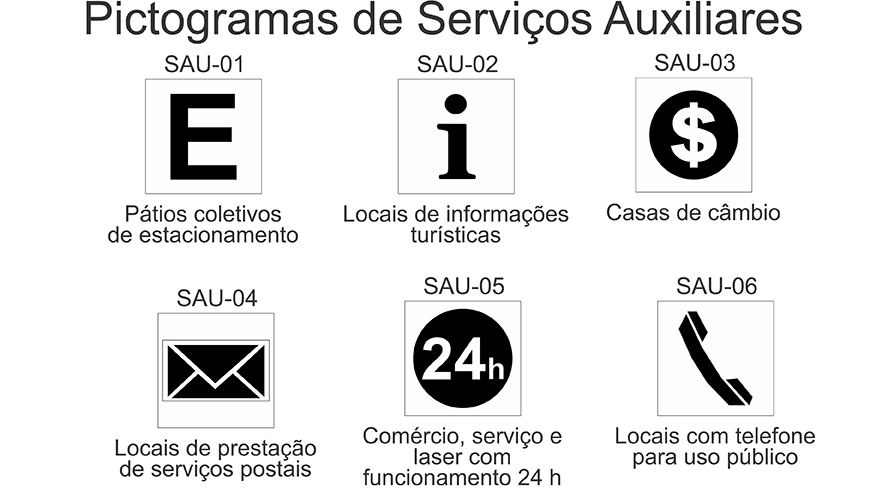 Pictogramas de Serviços Auxiliares
SAU-01
E
Pátios coletivos
de estacionamento
SAU-02
i
Locais de informações
turísticas
SAU-03
$
Casas de câmbio
SAU-04
Locais de prestação
de serviços postais
SAU-05
24h
Comércio, serviço e
laser com
funcionamento 24 h
SAU-06
Locais com telefone
para uso público